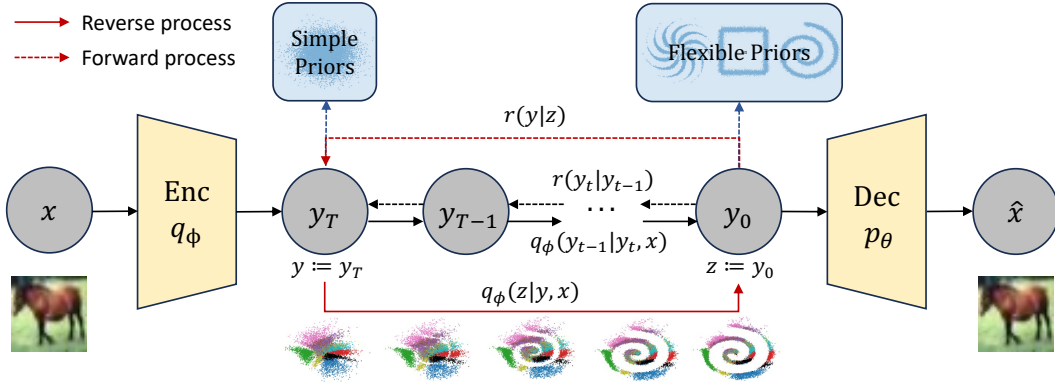 Reverse process
Forward process
Simple
Priors
Flexible Priors
r(y|z)
x
Enc
q_ϕ
y_T
y_{T−1}
r(y_t|y_{t−1})
⋯
q_ϕ(y_{t−1}|y_t, x)
y_0
Dec
p_θ
x̂
y ≔ y_T
z ≔ y_0
q_ϕ(z|y, x)